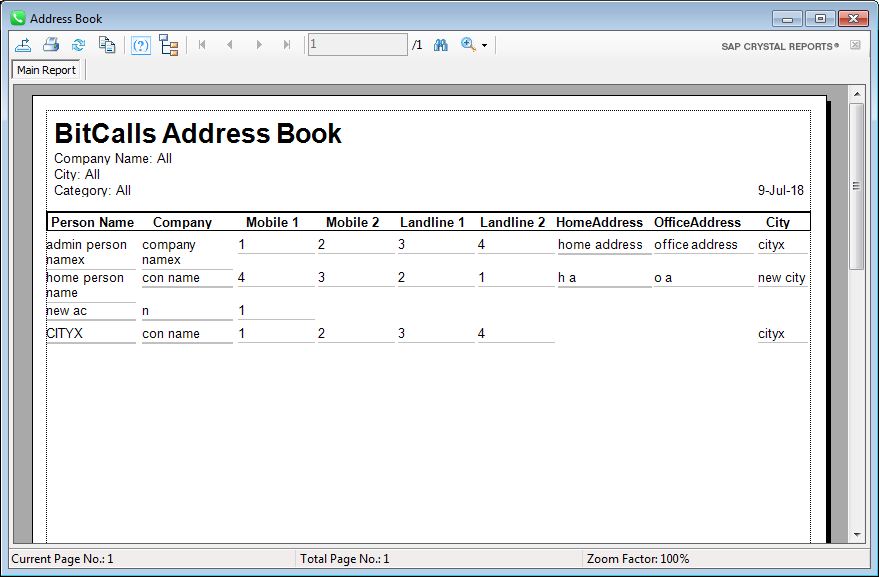 Address Book
1 /1 SAP CRYSTAL REPORTS®
Main Report
BitCalls Address Book
Company Name: All
City: All
Category: All 9-Jul-18
Person Name Company Mobile 1 Mobile 2 Landline 1 Landline 2 HomeAddress OfficeAddress City
admin person company 1 2 3 4 home address office address cityx
namex namex
home person con name 4 3 2 1 h a o a new city
name
new ac n 1
CITYX con name 1 2 3 4 cityx
Current Page No.: 1 Total Page No.: 1 Zoom Factor: 100%